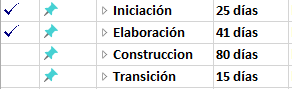 Iniciación 25 días
Elaboración 41 días
Construccion 80 días
Transición 15 días